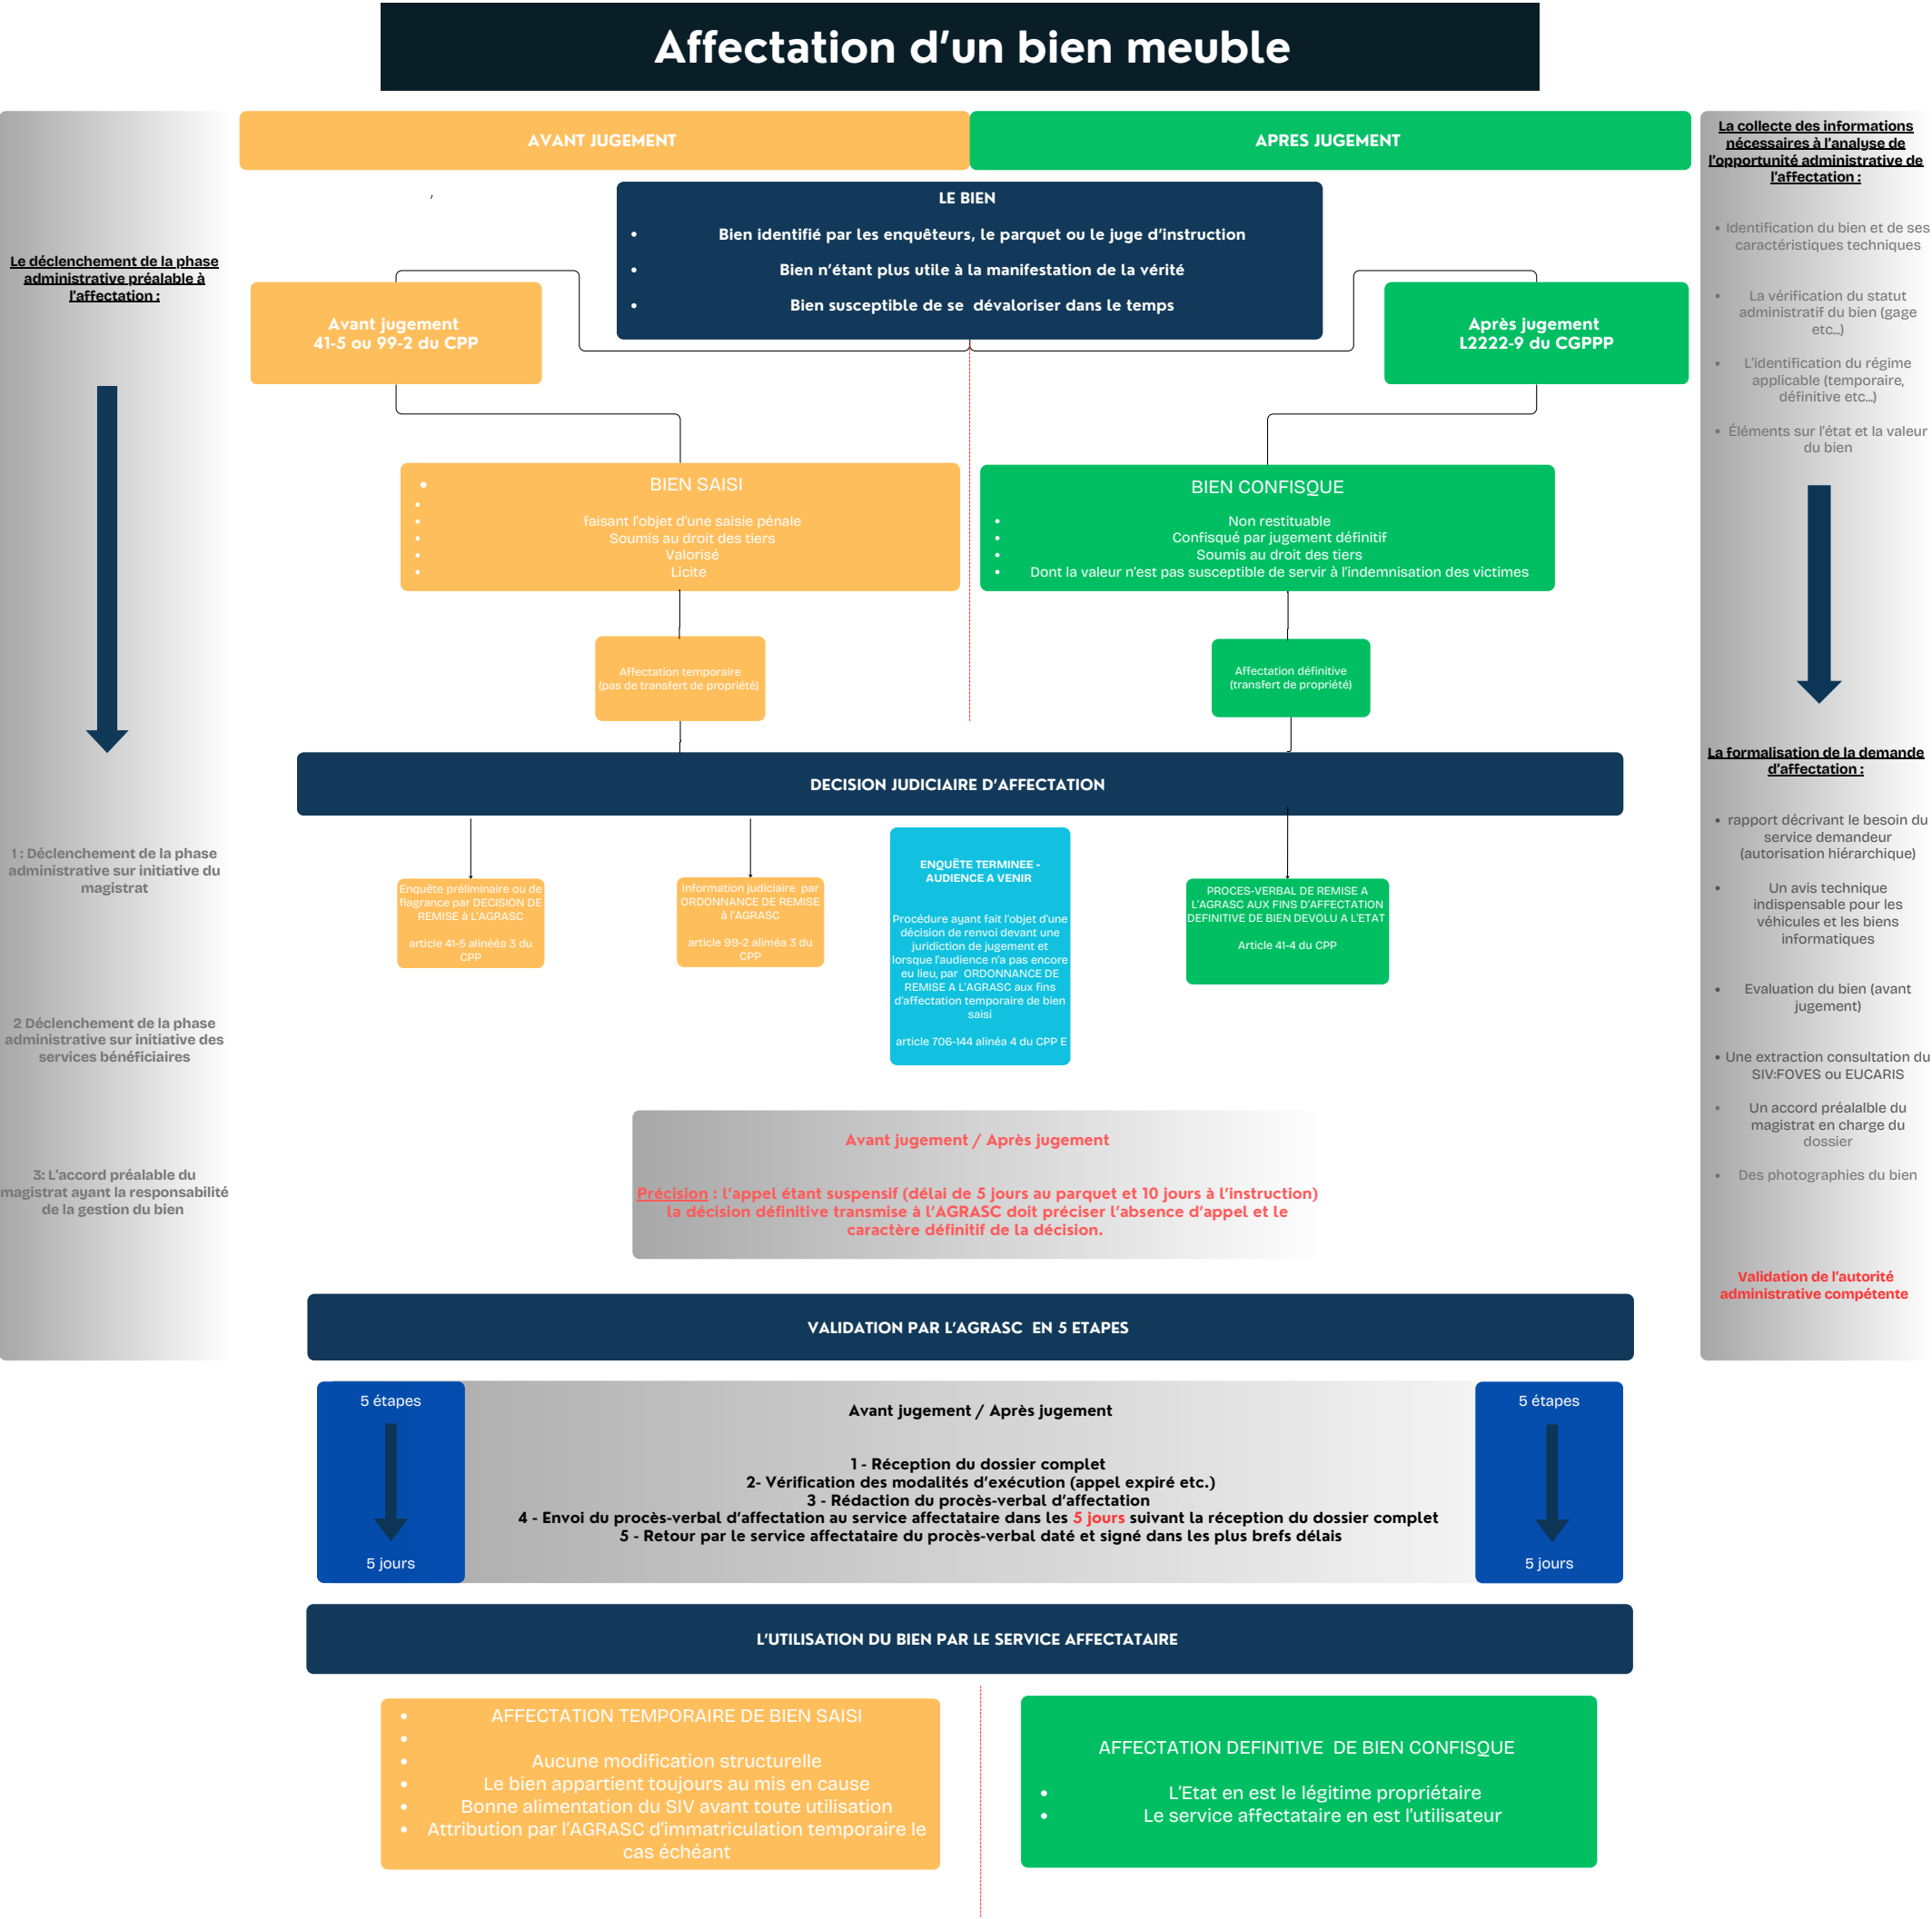 Affectation d'un bien meuble
AVANT JUGEMENT
APRES JUGEMENT
Le déclenchement de la phase
administrative préalable à
l'affectation :
1 : Déclenchement de la phase
administrative sur initiative du
magistrat
2 Déclenchement de la phase
administrative sur initiative des
services bénéficiaires
3: L'accord préalable du
magistrat ayant la responsabilité
de la gestion du bien
,
LE BIEN
• Bien identifié par les enquêteurs, le parquet ou le juge d'instruction
• Bien n'étant plus utile à la manifestation de la vérité
• Bien susceptible de se  dévaloriser dans le temps
Avant jugement
41-5 ou 99-2 du CPP
Après jugement
L2222-9 du CGPPP
• BIEN SAISI
•
• faisant l'objet d'une saisie pénale
• Soumis au droit des tiers
• Valorisé
• Licite
BIEN CONFISQUE
• Non restituable
• Confisqué par jugement définitif
• Soumis au droit des tiers
• Dont la valeur n'est pas susceptible de servir à l'indemnisation des victimes
Affectation temporaire
(pas de transfert de propriété)
Affectation définitive
(transfert de propriété)
DECISION JUDICIAIRE D'AFFECTATION
Enquête préliminaire ou de
flagrance par DECISION DE
REMISE à L'AGRASC
article 41-5 alinééa 3 du
CPP
Information judiciaire  par
ORDONNANCE DE REMISE
à l'AGRASC
article 99-2 aliméa 3 du
CPP
ENQUÊTE TERMINEE -
AUDIENCE A VENIR
Procédure ayant fait l'objet d'une
décision de renvoi devant une
juridiction de jugement et
lorsque l'audience n'a pas encore
eu lieu, par  ORDONNANCE DE
REMISE A L'AGRASC aux fins
d'affectation temporaire de bien
saisi
article 706-144 alinéa 4 du CPP E
PROCES-VERBAL DE REMISE A
L'AGRASC AUX FINS D'AFFECTATION
DEFINITIVE DE BIEN DEVOLU A L'ETAT
Article 41-4 du CPP
Avant jugement / Après jugement
Précision : l'appel étant suspensif (délai de 5 jours au parquet et 10 jours à l'instruction)
la décision définitive transmise à l'AGRASC doit préciser l'absence d'appel et le
caractère définitif de la décision.
VALIDATION PAR L'AGRASC  EN 5 ETAPES
5 étapes
5 jours
Avant jugement / Après jugement
1 - Réception du dossier complet
2- Vérification des modalités d'exécution (appel expiré etc.)
3 - Rédaction du procès-verbal d'affectation
4 - Envoi du procès-verbal d'affectation au service affectataire dans les 5 jours suivant la réception du dossier complet
5 - Retour par le service affectataire du procès-verbal daté et signé dans les plus brefs délais
5 étapes
5 jours
L'UTILISATION DU BIEN PAR LE SERVICE AFFECTATAIRE
• AFFECTATION TEMPORAIRE DE BIEN SAISI
•
• Aucune modification structurelle
• Le bien appartient toujours au mis en cause
• Bonne alimentation du SIV avant toute utilisation
• Attribution par l'AGRASC d'immatriculation temporaire le
cas échéant
AFFECTATION DEFINITIVE  DE BIEN CONFISQUE
• L'Etat en est le légitime propriétaire
• Le service affectataire en est l'utilisateur
La collecte des informations
nécessaires à l'analyse de
l'opportunité administrative de
l'affectation :
• Identification du bien et de ses
caractéristiques techniques
• La vérification du statut
administratif du bien (gage
etc...)
• L'identification du régime
applicable (temporaire,
définitive etc...)
• Éléments sur l'état et la valeur
du bien
La formalisation de la demande
d'affectation :
• rapport décrivant le besoin du
service demandeur
(autorisation hiérarchique)
• Un avis technique
indispensable pour les
véhicules et les biens
informatiques
• Evaluation du bien (avant
jugement)
• Une extraction consultation du
SIV:FOVES ou EUCARIS
• Un accord préalalble du
magistrat en charge du
dossier
• Des photographies du bien
Validation de l'autorité
administrative compétente